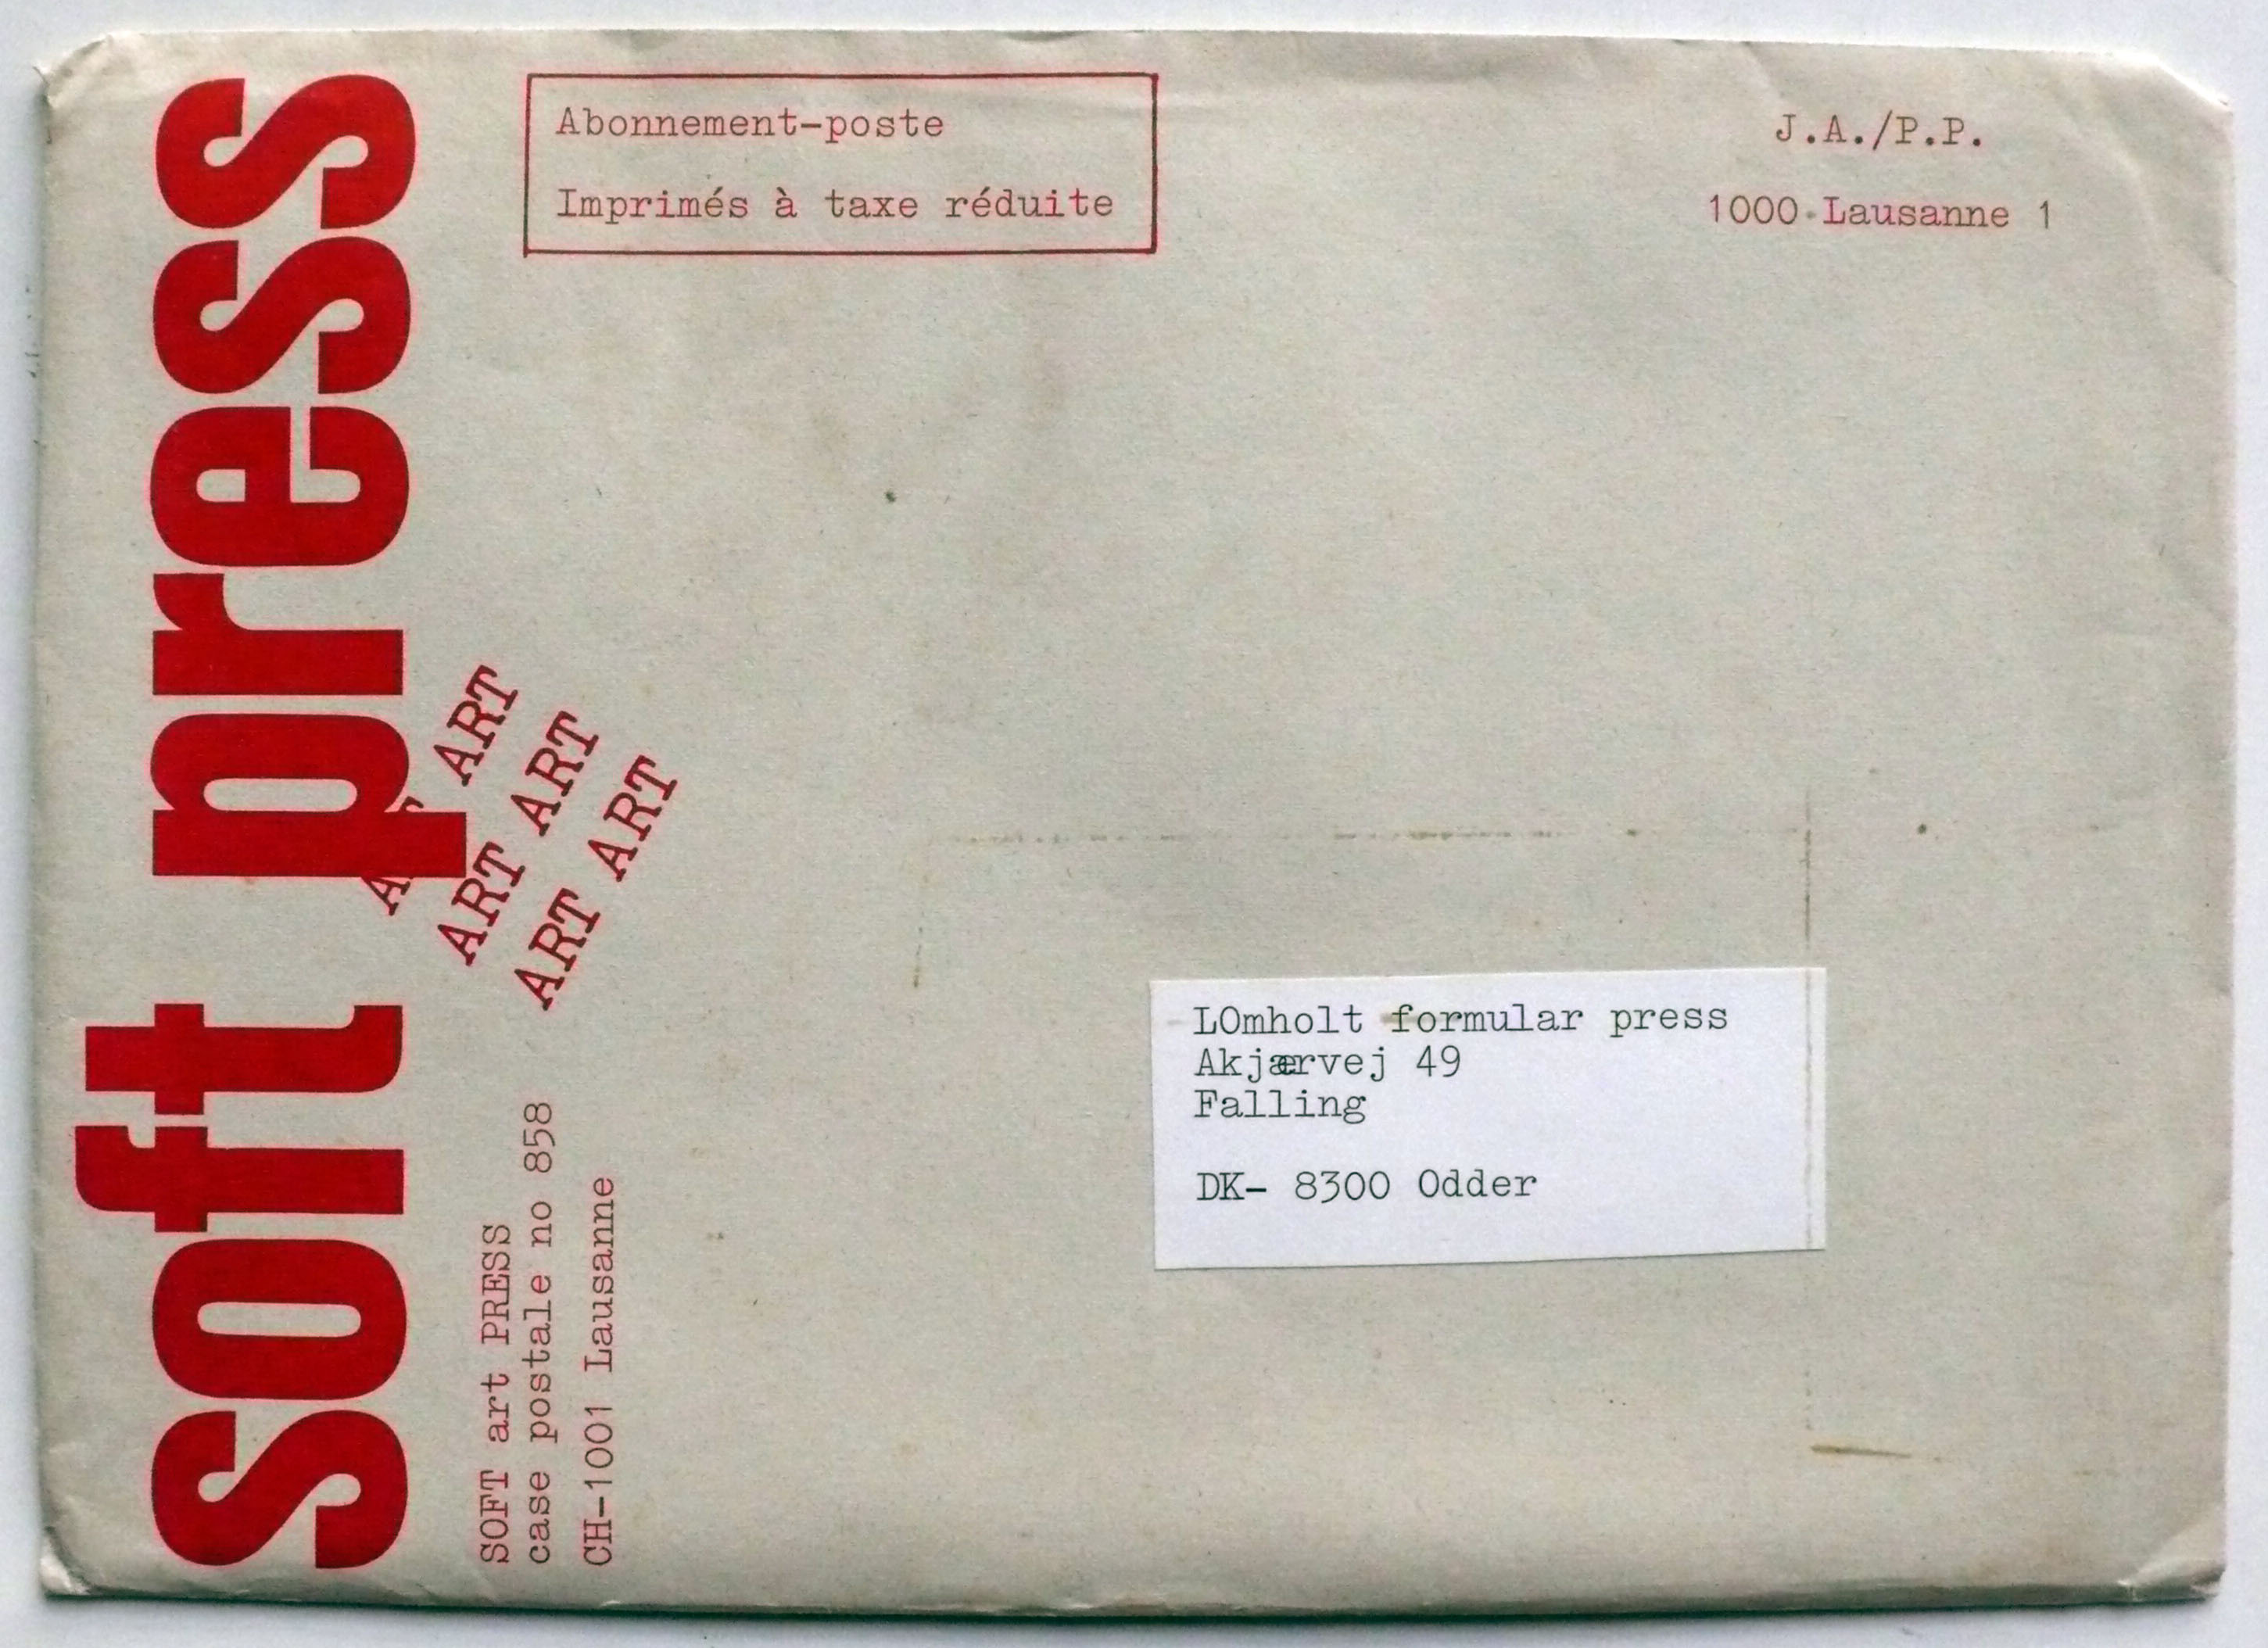 soft press
Abonnement-poste
Imprimés à taxe réduite
J.A./P.P.
1000 Lausanne 1
ART ART
ART ART
ART ART
SOFT art PRESS
case postale no 858
CH-1001 Lausanne
LOmholt formular press
Akjærvej 49
Falling
DK- 8300 Odder